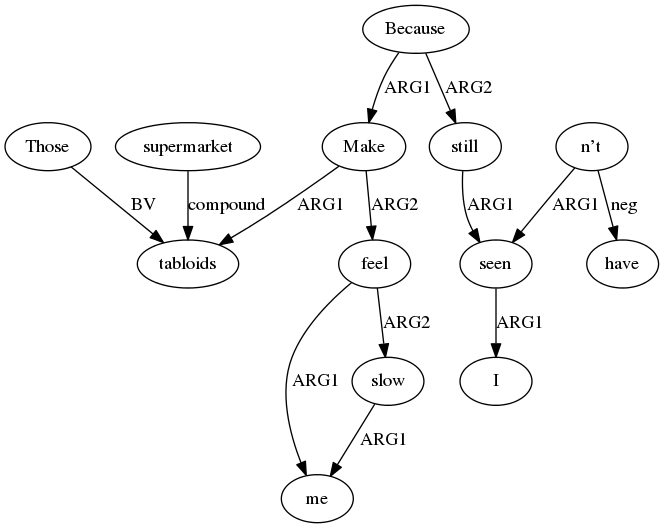 Because
ARG1 ARG2
Those supermarket Make still n't
BV compound ARG1 ARG2 ARG1 ARG1 neg
tabloids feel seen have
ARG1 ARG2 ARG1
slow I
ARG1
me